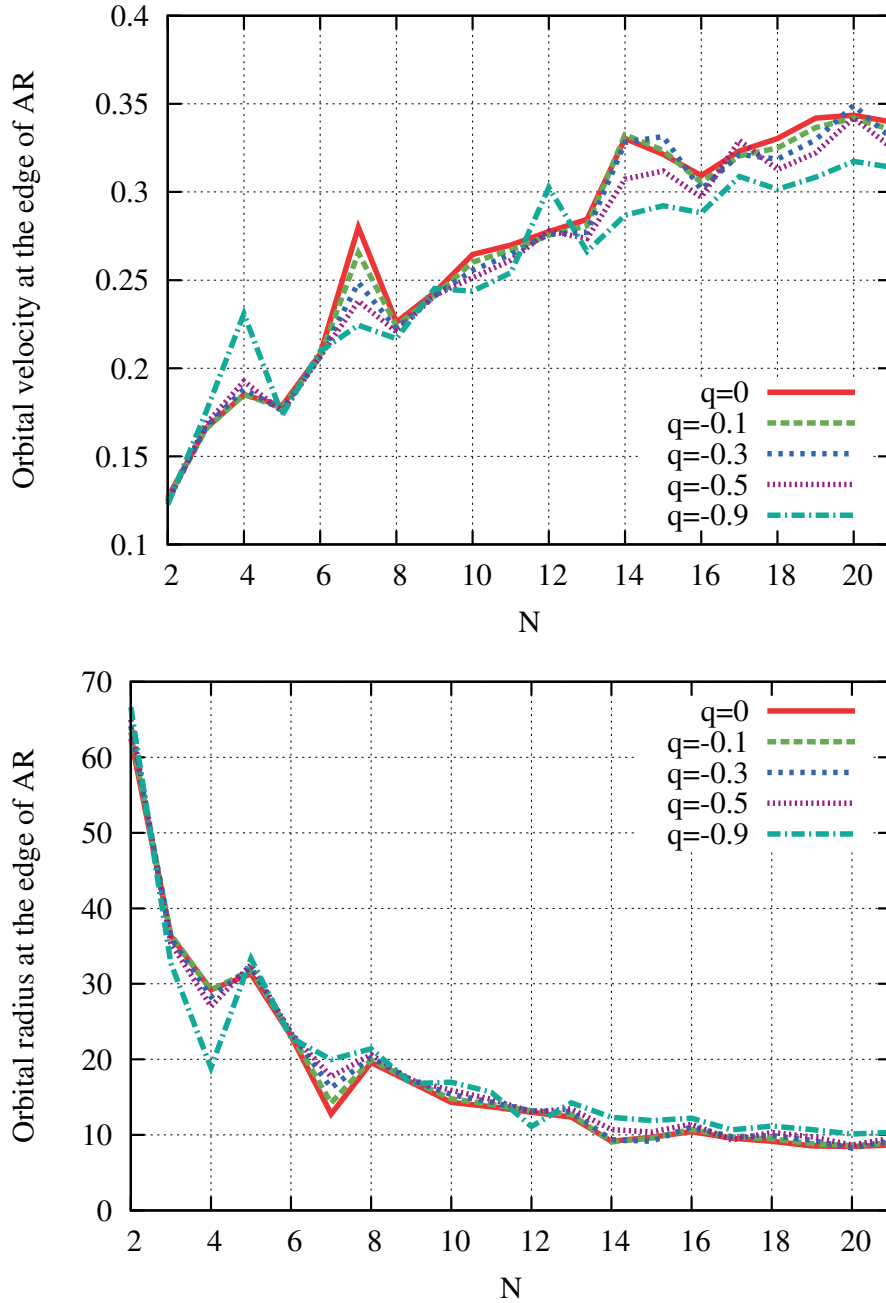 Orbital velocity at the edge of AR
0.4
0.35
0.3
0.25
0.2
0.15
0.1
q=0
q=-0.1
q=-0.3
q=-0.5
q=-0.9
2 4 6 8 10 12 14 16 18 20
N
Orbital radius at the edge of AR
70
60
50
40
30
20
10
0
q=0
q=-0.1
q=-0.3
q=-0.5
q=-0.9
2 4 6 8 10 12 14 16 18 20
N